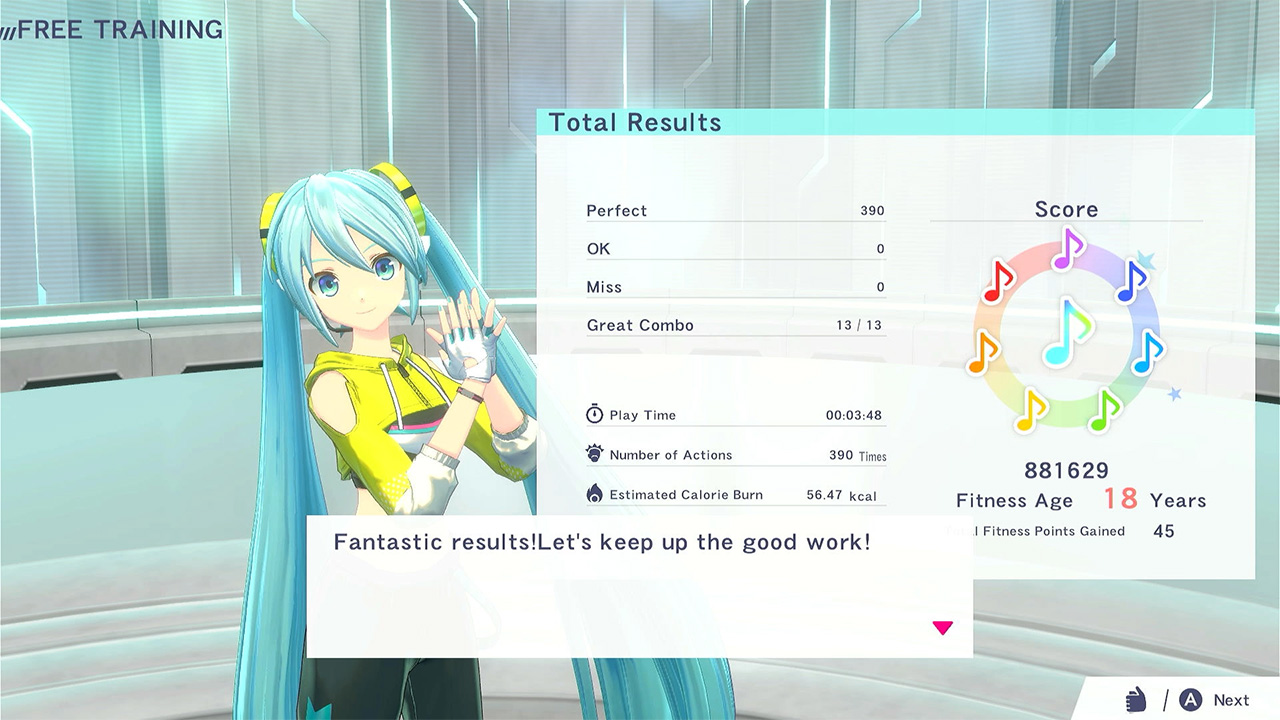 FREE TRAINING
Total Results
Perfect 390
OK 0
Miss 0
Great Combo 13 / 13
Play Time 00:03:48
Number of Actions 390 Times
Estimated Calorie Burn 56.47 kcal
Score
881629
Fitness Age 18 Years
Fitness Points Gained 45
Fantastic results!Let's keep up the good work!
/ A Next